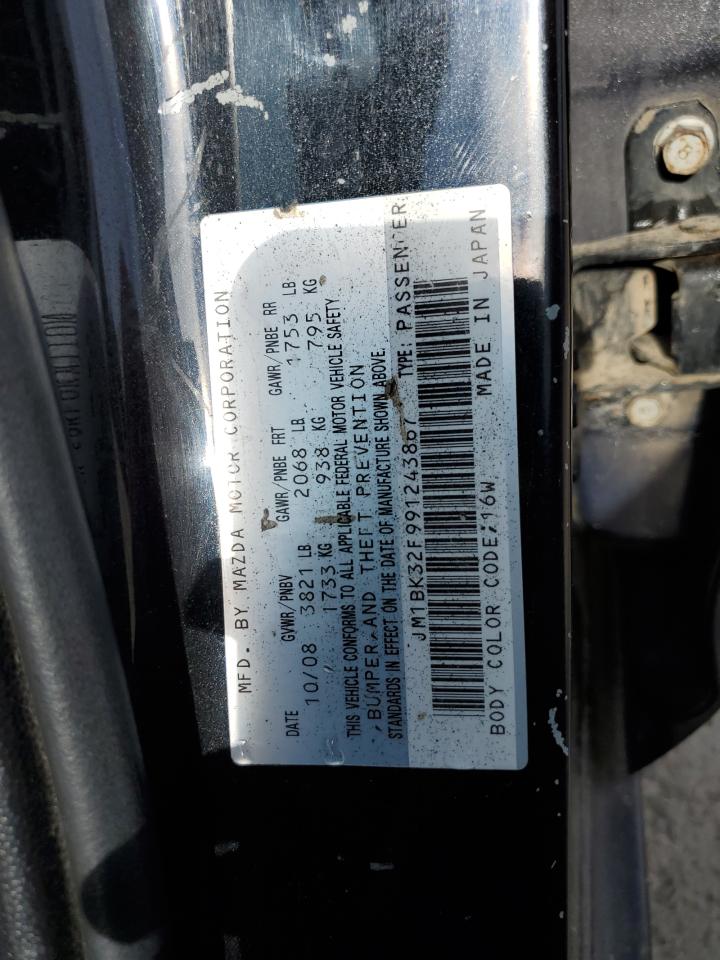 MFD. BY MAZDA MOTOR CORPORATION
DATE GVWR/PNBV GAWR/PNBE FRT GAWR/PNBE RR
10/08 3821 LB 2068 LB 1753 LB
1733 KG 938 KG 795 KG
THIS VEHICLE CONFORMS TO ALL APPLICABLE FEDERAL MOTOR VEHICLE SAFETY
,BUMPER,AND THEFT PREVENTION
STANDARDS IN EFFECT ON THE DATE OF MANUFACTURE SHOWN ABOVE.
JM1BK32F991243867 TYPE: PASSENGER
BODY COLOR CODE:16W MADE IN JAPAN
CORPORATION